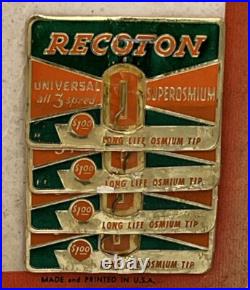 RECOTON
UNIVERSAL
all 3 speed
SUPEROSMIUM
$1.00
LONG LIFE OSMIUM TIP
$1.00
LONG LIFE OSMIUM TIP
$1.00
LONG LIFE OSMIUM TIP
$1.00
LONG LIFE OSMIUM TIP
MADE and PRINTED IN U.S.A.